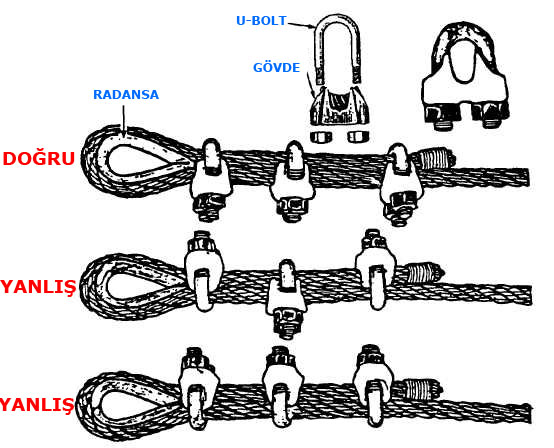 U-BOLT
GÖVDE
RADANSA
DOĞRU
YANLIŞ
YANLIŞ